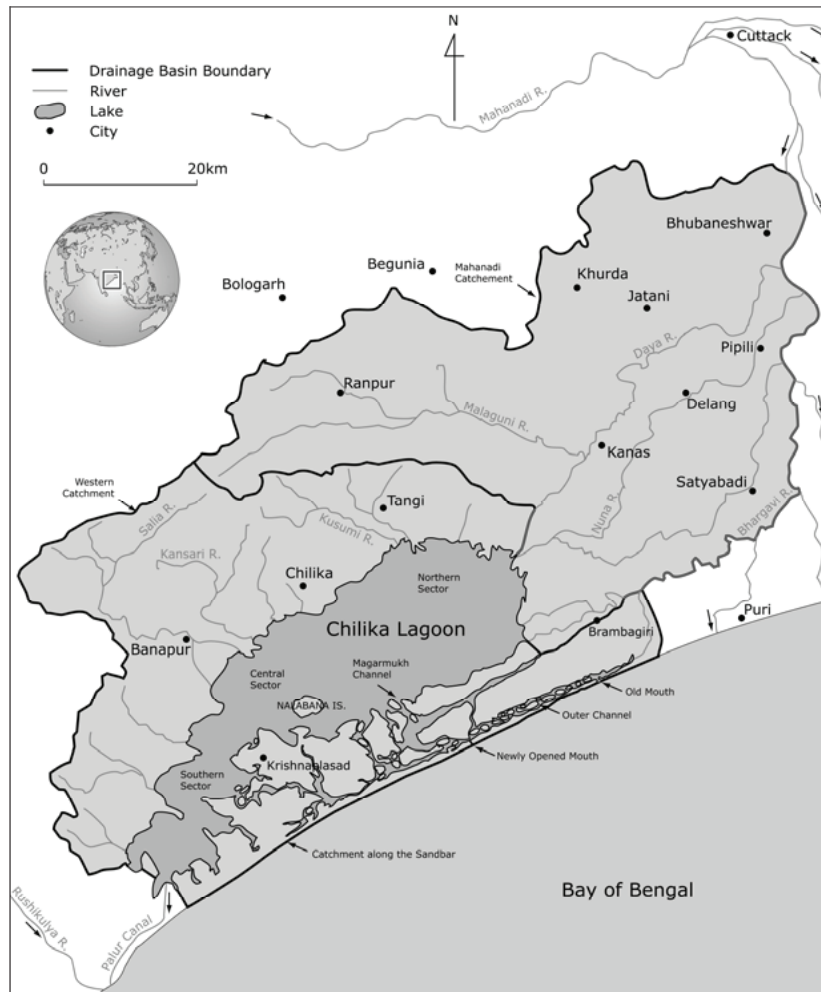 N
Cuttack
Drainage Basin Boundary
River
Lake
City
Mahanadi R.
0 20km
Bhubaneshwar
Begunia
Mahanadi
Catchement
Khurda
Bologarh
Jatani
Daya R.
Pipili
Ranpur
Malaguni R.
Delang
Kanas
Western
Catchment
Satyabadi
Salia R.
Tangi
Nuna R.
Bhargavi R.
Kusumi R.
Kansari R.
Chilika
Northern
Sector
Puri
Chilika Lagoon
Brambagiri
Banapur
Magarmukh
Channel
Central
Sector
Old Mouth
NALABANA IS.
Outer Channel
Newly Opened Mouth
Krishnaplasad
Southern
Sector
Catchment along the Sandbar
Bay of Bengal
Rushikulya R.
Palur Canal